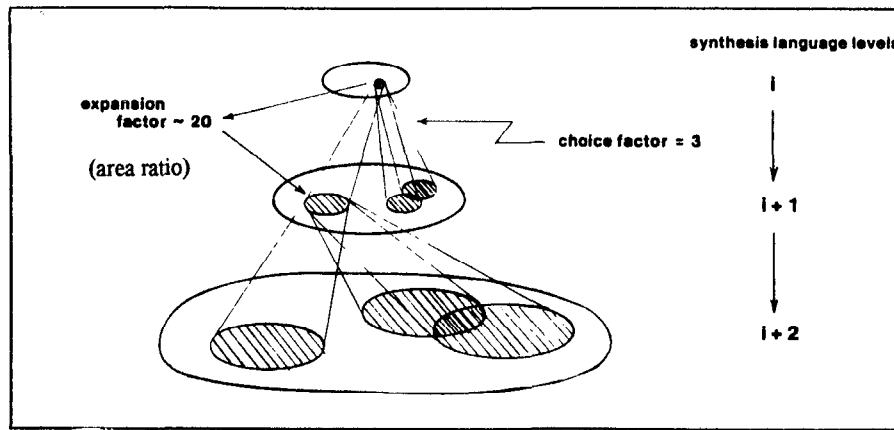 synthesis language levels
i
expansion
factor ~ 20
(area ratio)
choice factor = 3
i + 1
i + 2